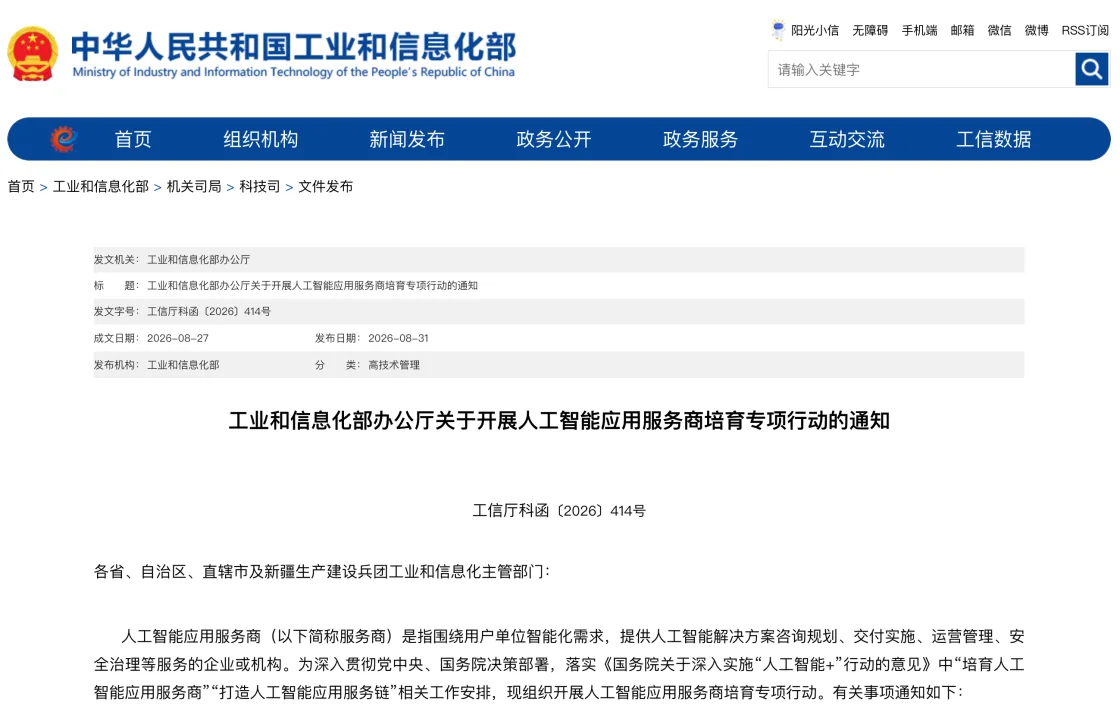 阳光小信 无障碍 手机端 邮箱 微信 微博 RSS订阅
中华人民共和国工业和信息化部
Ministry of Industry and Information Technology of the People's Republic of China
请输入关键字
首页 组织机构 新闻发布 政务公开 政务服务 互动交流 工信数据
首页 > 工业和信息化部 > 机关司局 > 科技司 > 文件发布
发文机关： 工业和信息化部办公厅
标 题： 工业和信息化部办公厅关于开展人工智能应用服务商培育专项行动的通知
发文字号： 工信厅科函〔2026〕414号
成文日期： 2026-08-27 发布日期： 2026-08-31
发布机构： 工业和信息化部 分 类： 高技术管理
工业和信息化部办公厅关于开展人工智能应用服务商培育专项行动的通知
工信厅科函〔2026〕414号
各省、自治区、直辖市及新疆生产建设兵团工业和信息化主管部门：
人工智能应用服务商（以下简称服务商）是指围绕用户单位智能化需求，提供人工智能解决方案咨询规划、交付实施、运营管理、安
全治理等服务的企业或机构。为深入贯彻党中央、国务院决策部署，落实《国务院关于深入实施“人工智能+”行动的意见》中“培育人工
智能应用服务商”“打造人工智能应用服务链”相关工作安排，现组织开展人工智能应用服务商培育专项行动。有关事项通知如下：